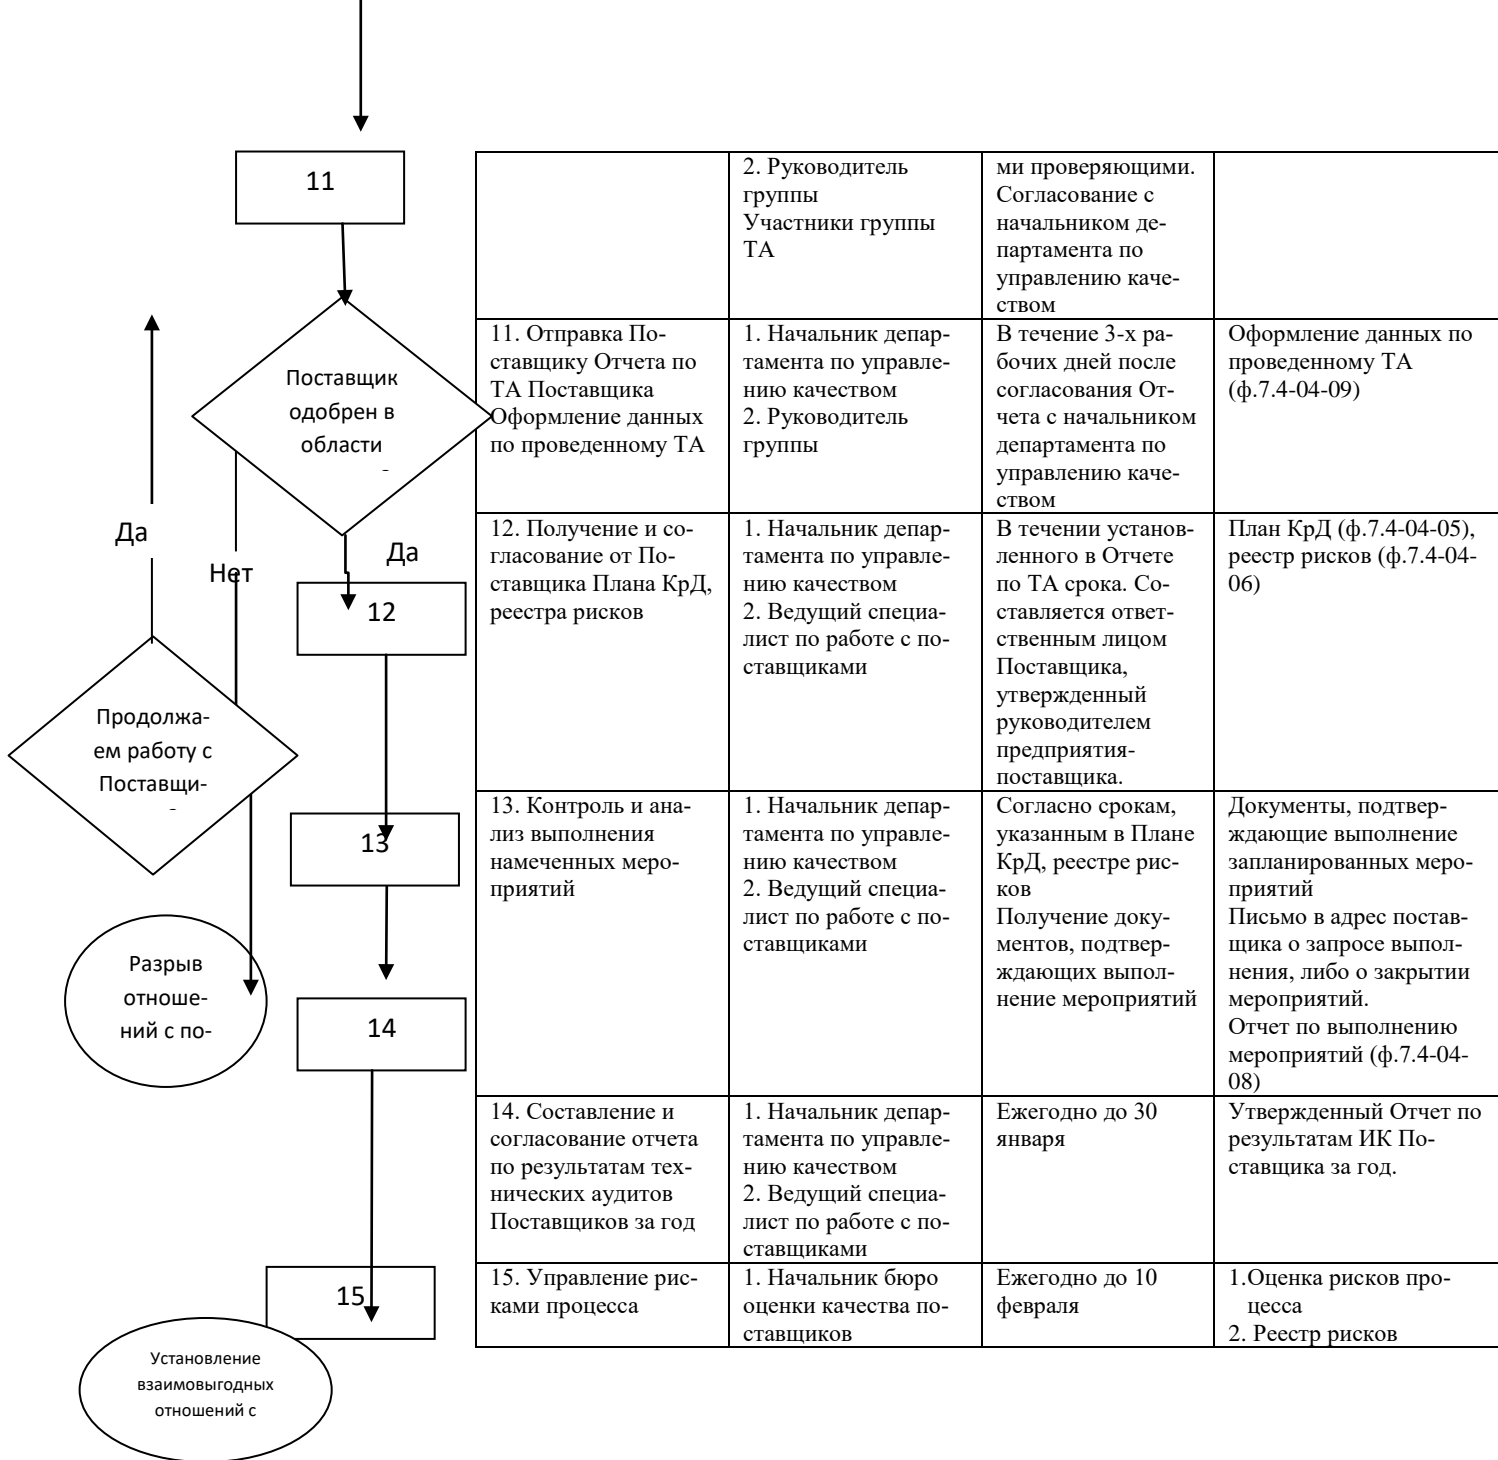 11
Поставщик
одобрен в
области
Да
Нет
Да
12
Продолжа-
ем работу с
Поставщи-
13
Разрыв
отноше-
ний с по-
14
15
Установление
взаимовыгодных
отношений с
2. Руководитель
группы
Участники группы
ТА
ми проверяющими.
Согласование с
начальником де-
партамента по
управлению каче-
ством
11. Отправка По-
ставщику Отчета по
ТА Поставщика
Оформление данных
по проведенному ТА
1. Начальник депар-
тамента по управле-
нию качеством
2. Руководитель
группы
В течение 3-х ра-
бочих дней после
согласования От-
чета с начальником
департамента по
управлению каче-
ством
Оформление данных по
проведенному ТА
(ф.7.4-04-09)
12. Получение и со-
гласование от По-
ставщика Плана КрД,
реестра рисков
1. Начальник депар-
тамента по управле-
нию качеством
2. Ведущий специа-
лист по работе с по-
ставщиками
В течении установ-
ленного в Отчете
по ТА срока. Со-
ставляется ответ-
ственным лицом
Поставщика,
утвержденный
руководителем
предприятия-
поставщика.
План КрД (ф.7.4-04-05),
реестр рисков (ф.7.4-04-
06)
13. Контроль и ана-
лиз выполнения
намеченных меро-
приятий
1. Начальник депар-
тамента по управле-
нию качеством
2. Ведущий специа-
лист по работе с по-
ставщиками
Согласно срокам,
указанным в Плане
КрД, реестре рис-
ков
Получение доку-
ментов, подтвер-
ждающих выпол-
нение мероприятий
Документы, подтвер-
ждающие выполнение
запланированных меро-
приятий
Письмо в адрес постав-
щика о запросе выпол-
нения, либо о закрытии
мероприятий.
Отчет по выполнению
мероприятий (ф.7.4-04-
08)
14. Составление и
согласование отчета
по результатам тех-
нических аудитов
Поставщиков за год
1. Начальник депар-
тамента по управле-
нию качеством
2. Ведущий специа-
лист по работе с по-
ставщиками
Ежегодно до 30
января
Утвержденный Отчет по
результатам ИК По-
ставщика за год.
15. Управление рис-
ками процесса
1. Начальник бюро
оценки качества по-
ставщиков
Ежегодно до 10
февраля
1.Оценка рисков про-
цесса
2. Реестр рисков